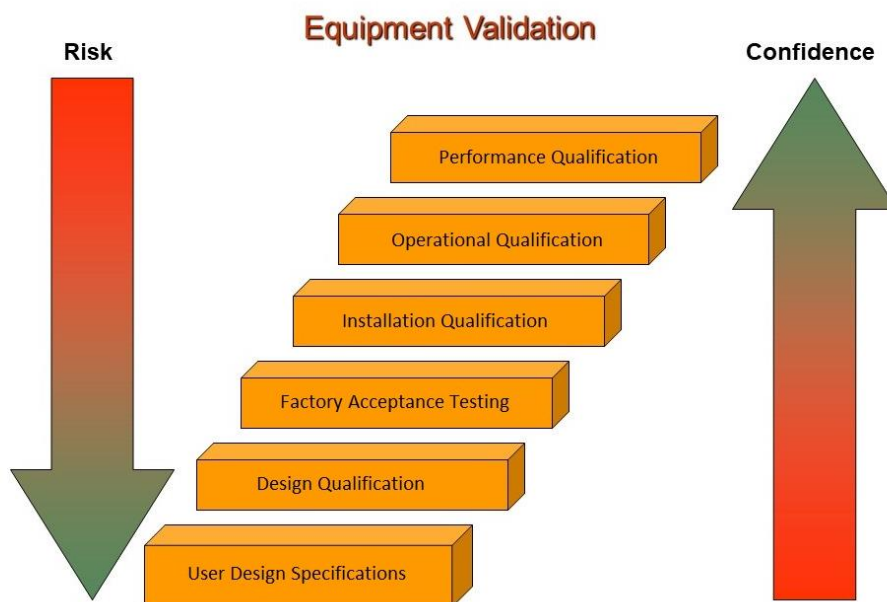 Equipment Validation
Risk
Confidence
Performance Qualification
Operational Qualification
Installation Qualification
Factory Acceptance Testing
Design Qualification
User Design Specifications